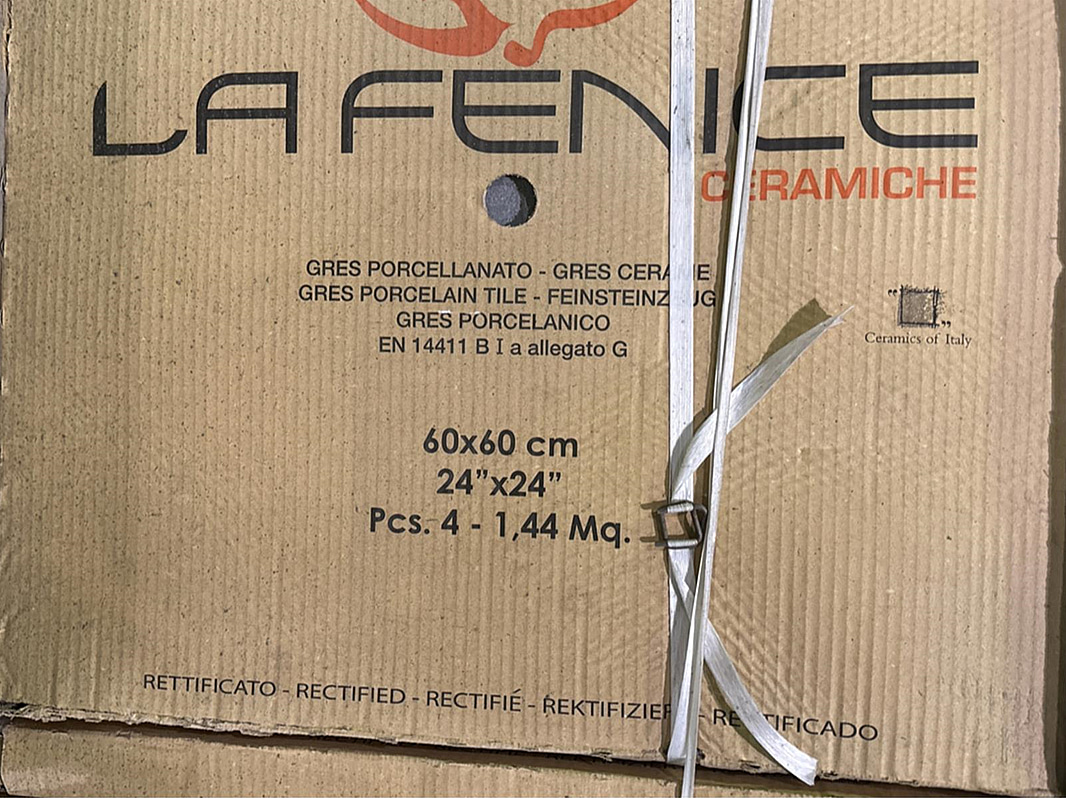 LA FENICE
CERAMICHE
GRES PORCELLANATO - GRES CERAME
GRES PORCELAIN TILE - FEINSTEINZEUG
GRES PORCELANICO
EN 14411 B I a allegato G
Ceramics of Italy
60x60 cm
24”x24”
Pcs. 4 - 1,44 Mq.
RETTIFICATO - RECTIFIED - RECTIFIÉ - REKTIFIZIERT - RECTIFICADO